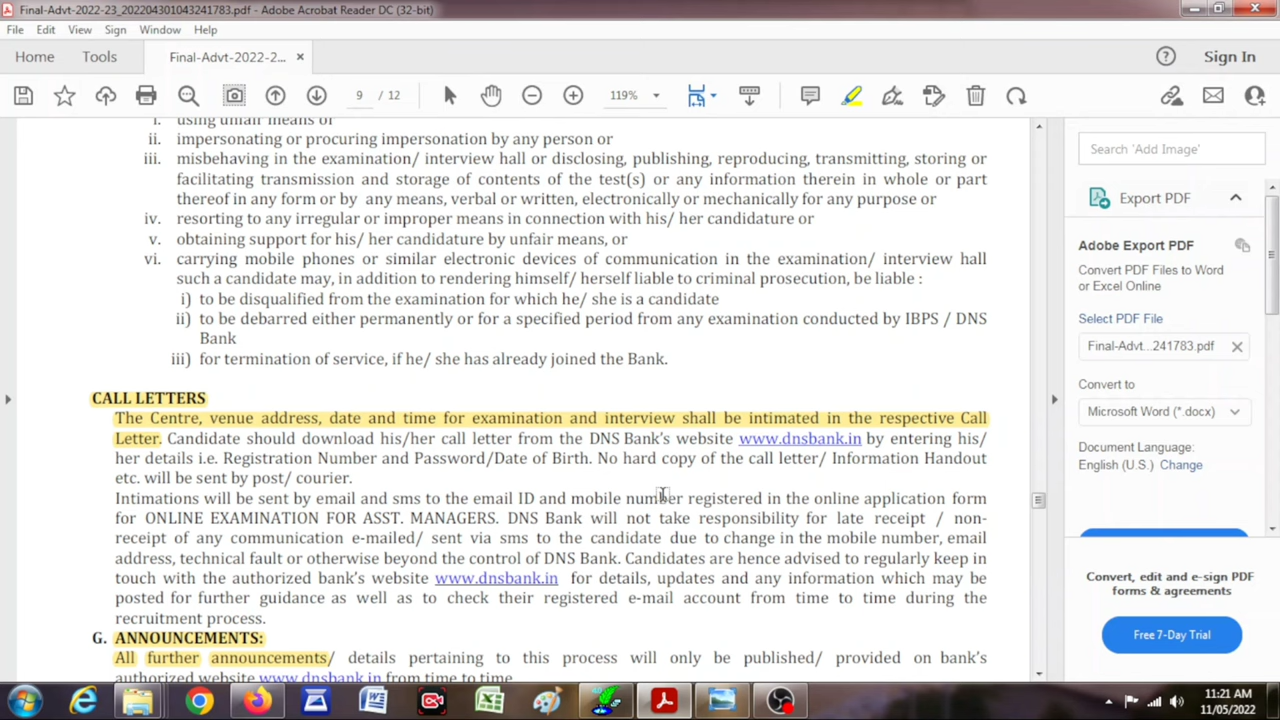 Final-Advt-2022-23_202204301043241783.pdf - Adobe Acrobat Reader DC (32-bit)
File Edit View Sign Window Help
Home Tools Final-Advt-2022-2... × Sign In
9 / 12 119%
i. using unfair means or
ii. impersonating or procuring impersonation by any person or
iii. misbehaving in the examination/ interview hall or disclosing, publishing, reproducing, transmitting, storing or
facilitating transmission and storage of contents of the test(s) or any information therein in whole or part
thereof in any form or by any means, verbal or written, electronically or mechanically for any purpose or
iv. resorting to any irregular or improper means in connection with his/ her candidature or
v. obtaining support for his/ her candidature by unfair means, or
vi. carrying mobile phones or similar electronic devices of communication in the examination/ interview hall
such a candidate may, in addition to rendering himself/ herself liable to criminal prosecution, be liable :
i) to be disqualified from the examination for which he/ she is a candidate
ii) to be debarred either permanently or for a specified period from any examination conducted by IBPS / DNS
Bank
iii) for termination of service, if he/ she has already joined the Bank.
CALL LETTERS
The Centre, venue address, date and time for examination and interview shall be intimated in the respective Call
Letter. Candidate should download his/her call letter from the DNS Bank's website www.dnsbank.in by entering his/
her details i.e. Registration Number and Password/Date of Birth. No hard copy of the call letter/ Information Handout
etc. will be sent by post/ courier.
Intimations will be sent by email and sms to the email ID and mobile number registered in the online application form
for ONLINE EXAMINATION FOR ASST. MANAGERS. DNS Bank will not take responsibility for late receipt / non-
receipt of any communication e-mailed/ sent via sms to the candidate due to change in the mobile number, email
address, technical fault or otherwise beyond the control of DNS Bank. Candidates are hence advised to regularly keep in
touch with the authorized bank's website www.dnsbank.in for details, updates and any information which may be
posted for further guidance as well as to check their registered e-mail account from time to time during the
recruitment process.
G. ANNOUNCEMENTS:
All further announcements/ details pertaining to this process will only be published/ provided on bank's
authorized website www.dnsbank.in from time to time
Search 'Add Image'
Export PDF
Adobe Export PDF
Convert PDF Files to Word
or Excel Online
Select PDF File
Final-Advt...241783.pdf ×
Convert to
Microsoft Word (*.docx)
Document Language:
English (U.S.) Change
Convert, edit and e-sign PDF
forms & agreements
Free 7-Day Trial
11:21 AM
11/05/2022